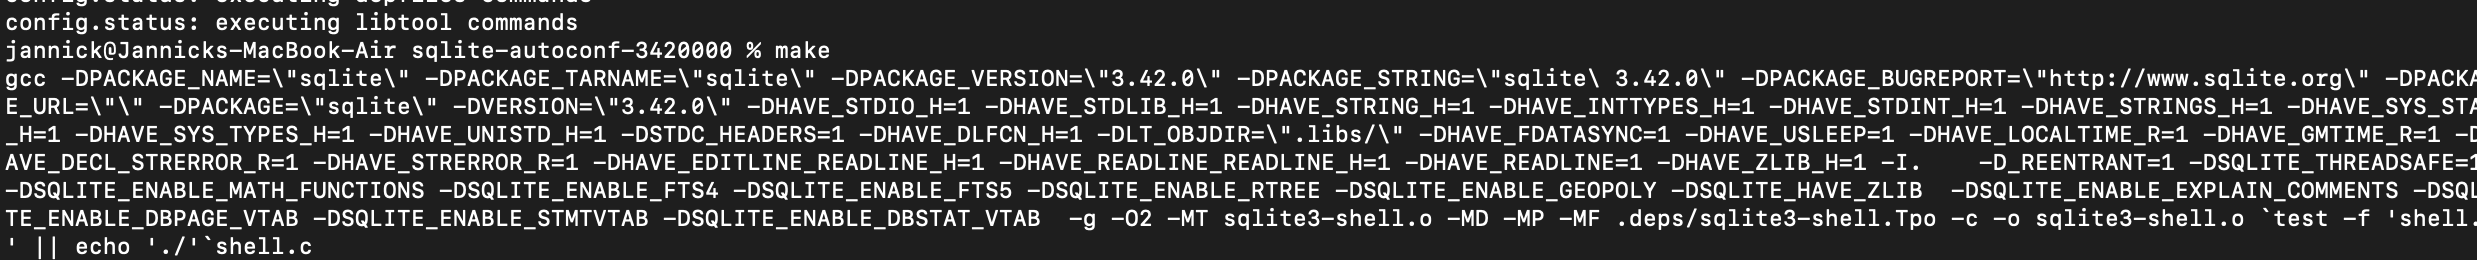 config.status: executing depfiles commands
config.status: executing libtool commands
jannick@Jannicks-MacBook-Air sqlite-autoconf-3420000 % make
gcc -DPACKAGE_NAME=\"sqlite\" -DPACKAGE_TARNAME=\"sqlite\" -DPACKAGE_VERSION=\"3.42.0\" -DPACKAGE_STRING=\"sqlite\ 3.42.0\" -DPACKAGE_BUGREPORT=\"http://www.sqlite.org\" -DPACKA
E_URL=\"\" -DPACKAGE=\"sqlite\" -DVERSION=\"3.42.0\" -DHAVE_STDIO_H=1 -DHAVE_STDLIB_H=1 -DHAVE_STRING_H=1 -DHAVE_INTTYPES_H=1 -DHAVE_STDINT_H=1 -DHAVE_STRINGS_H=1 -DHAVE_SYS_STA
_H=1 -DHAVE_SYS_TYPES_H=1 -DHAVE_UNISTD_H=1 -DSTDC_HEADERS=1 -DHAVE_DLFCN_H=1 -DLT_OBJDIR=\".libs/\" -DHAVE_FDATASYNC=1 -DHAVE_USLEEP=1 -DHAVE_LOCALTIME_R=1 -DHAVE_GMTIME_R=1 -D
AVE_DECL_STRERROR_R=1 -DHAVE_STRERROR_R=1 -DHAVE_EDITLINE_READLINE_H=1 -DHAVE_READLINE_READLINE_H=1 -DHAVE_READLINE=1 -DHAVE_ZLIB_H=1 -I.    -D_REENTRANT=1 -DSQLITE_THREADSAFE=1
-DSQLITE_ENABLE_MATH_FUNCTIONS -DSQLITE_ENABLE_FTS4 -DSQLITE_ENABLE_FTS5 -DSQLITE_ENABLE_RTREE -DSQLITE_ENABLE_GEOPOLY -DSQLITE_HAVE_ZLIB  -DSQLITE_ENABLE_EXPLAIN_COMMENTS -DSQL
TE_ENABLE_DBPAGE_VTAB -DSQLITE_ENABLE_STMTVTAB -DSQLITE_ENABLE_DBSTAT_VTAB  -g -O2 -MT sqlite3-shell.o -MD -MP -MF .deps/sqlite3-shell.Tpo -c -o sqlite3-shell.o `test -f 'shell.
' || echo './'`shell.c